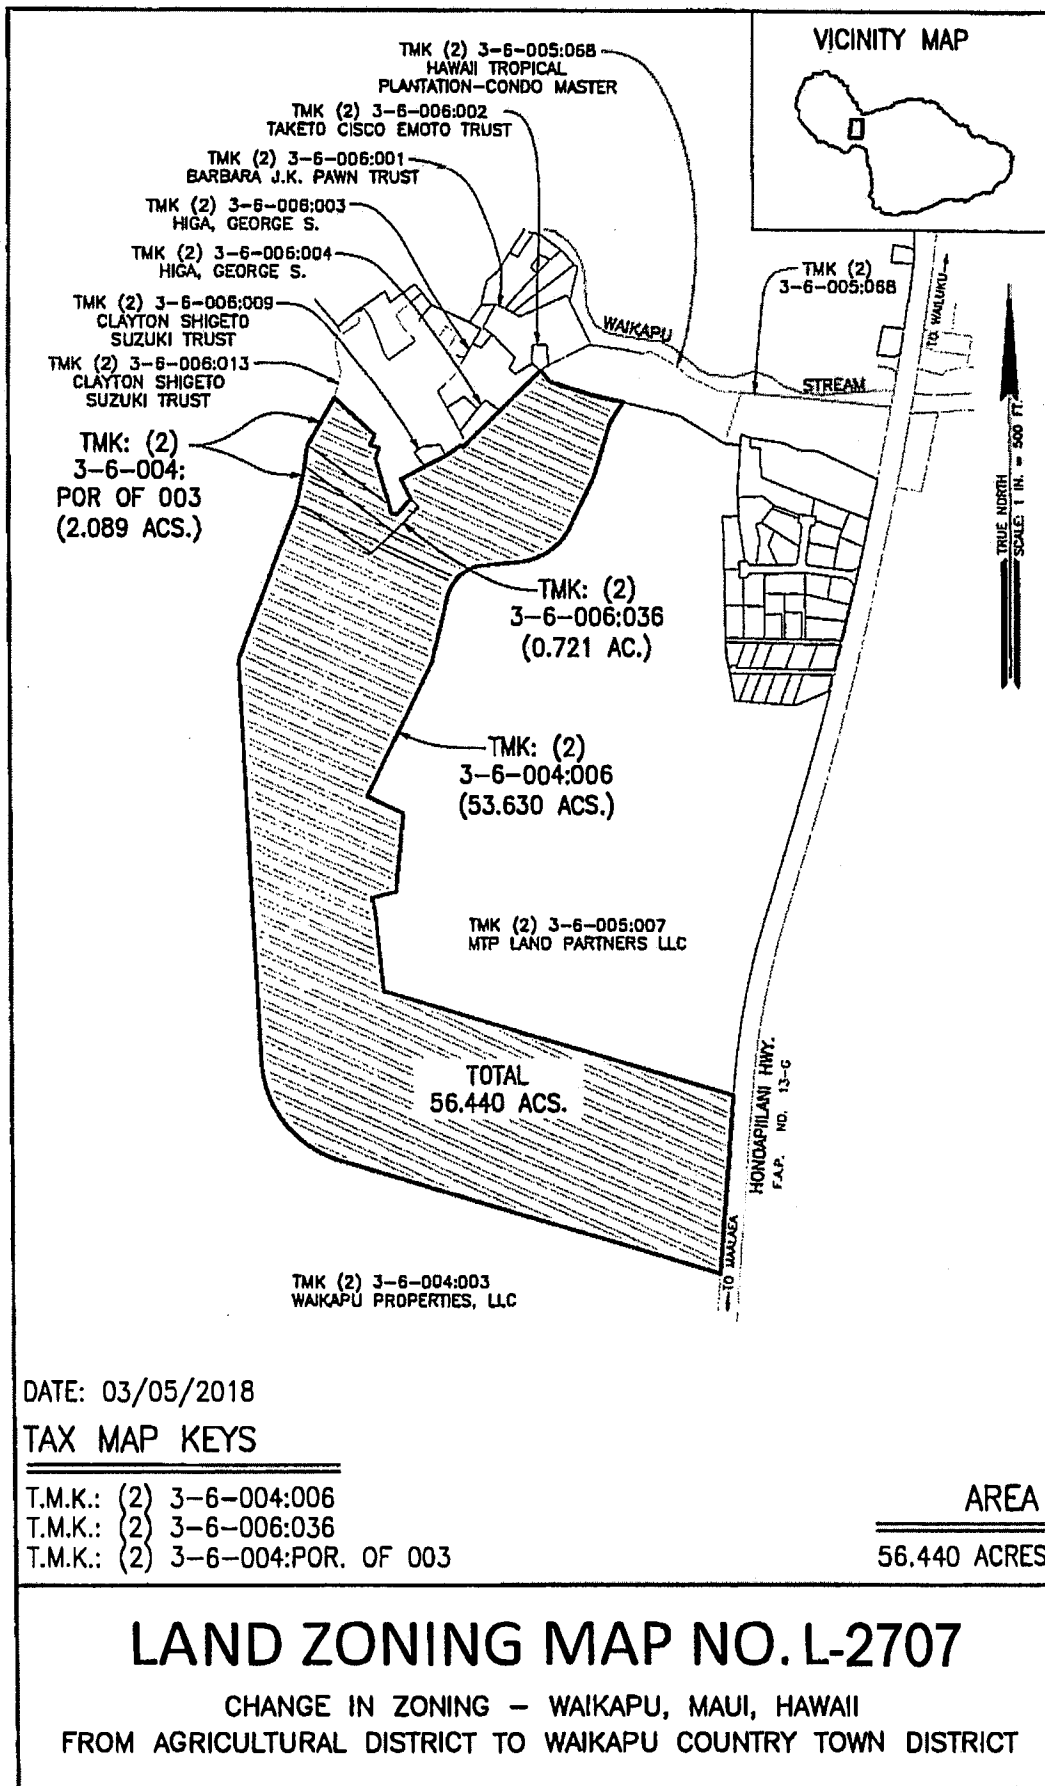 VICINITY MAP
TMK (2) 3-6-005:068
HAWAII TROPICAL
PLANTATION-CONDO MASTER
TMK (2) 3-6-006:002
TAKETO CISCO EMOTO TRUST
TMK (2) 3-6-006:001
BARBARA J.K. PAWN TRUST
TMK (2) 3-6-006:003
HIGA, GEORGE S.
TMK (2) 3-6-006:004
HIGA, GEORGE S.
TMK (2) 3-6-006:009
CLAYTON SHIGETO
SUZUKI TRUST
TMK (2) 3-6-006:013
CLAYTON SHIGETO
SUZUKI TRUST
TMK: (2)
3-6-004:
POR OF 003
(2.089 ACS.)
TMK (2)
3-6-005:068
WAIKAPU
STREAM
TO WAILUKU
TRUE NORTH
SCALE: 1 IN. = 500 FT.
TMK: (2)
3-6-006:036
(0.721 AC.)
TMK: (2)
3-6-004:006
(53.630 ACS.)
TMK (2) 3-6-005:007
MTP LAND PARTNERS LLC
TOTAL
56.440 ACS.
HONOAPIILANI HWY.
F.A.P. NO. 13-G
TO MAALAEA
TMK (2) 3-6-004:003
WAIKAPU PROPERTIES, LLC
DATE: 03/05/2018
TAX MAP KEYS
T.M.K.: (2) 3-6-004:006
T.M.K.: (2) 3-6-006:036
T.M.K.: (2) 3-6-004:POR. OF 003
AREA
56.440 ACRES
LAND ZONING MAP NO. L-2707
CHANGE IN ZONING - WAIKAPU, MAUI, HAWAII
FROM AGRICULTURAL DISTRICT TO WAIKAPU COUNTRY TOWN DISTRICT